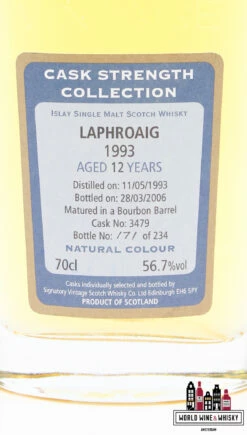 CASK STRENGTH
COLLECTION
ISLAY SINGLE MALT SCOTCH WHISKY
LAPHROAIG
1993
AGED 12 YEARS
Distilled on: 11/05/1993
Bottled on: 28/03/2006
Matured in a Bourbon Barrel
Cask No: 3479
Bottle No: 171 of 234
NATURAL COLOUR
70cl 56.7%vol
Casks individually selected and bottled by
Signatory Vintage Scotch Whisky Co. Ltd Edinburgh EH6 5PY
PRODUCT OF SCOTLAND
WORLD WINE & WHISKY
AMSTERDAM